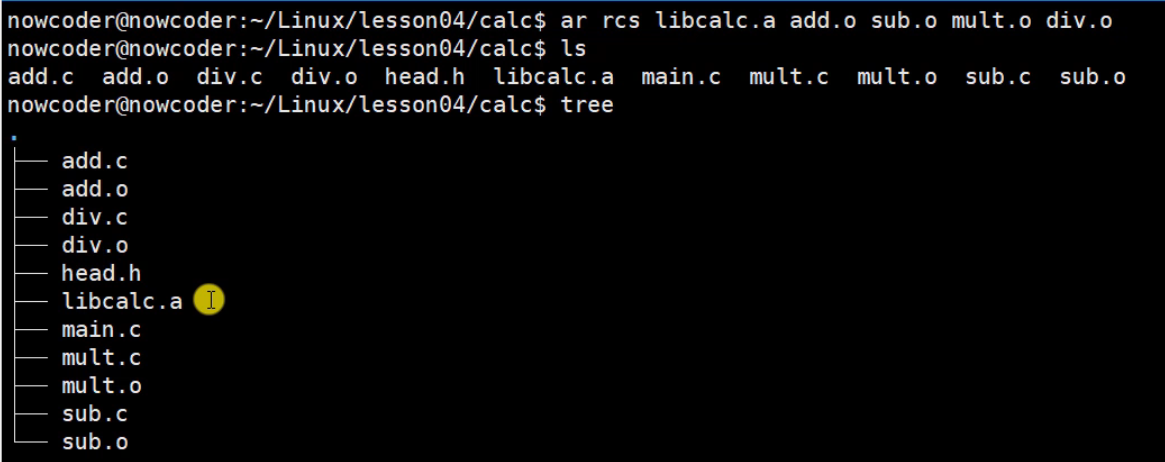 nowcoder@nowcoder:~/Linux/lesson04/calc$ ar rcs libcalc.a add.o sub.o mult.o div.o
nowcoder@nowcoder:~/Linux/lesson04/calc$ ls
add.c  add.o  div.c  div.o  head.h  libcalc.a  main.c  mult.c  mult.o  sub.c  sub.o
nowcoder@nowcoder:~/Linux/lesson04/calc$ tree
.
├── add.c
├── add.o
├── div.c
├── div.o
├── head.h
├── libcalc.a
├── main.c
├── mult.c
├── mult.o
├── sub.c
└── sub.o